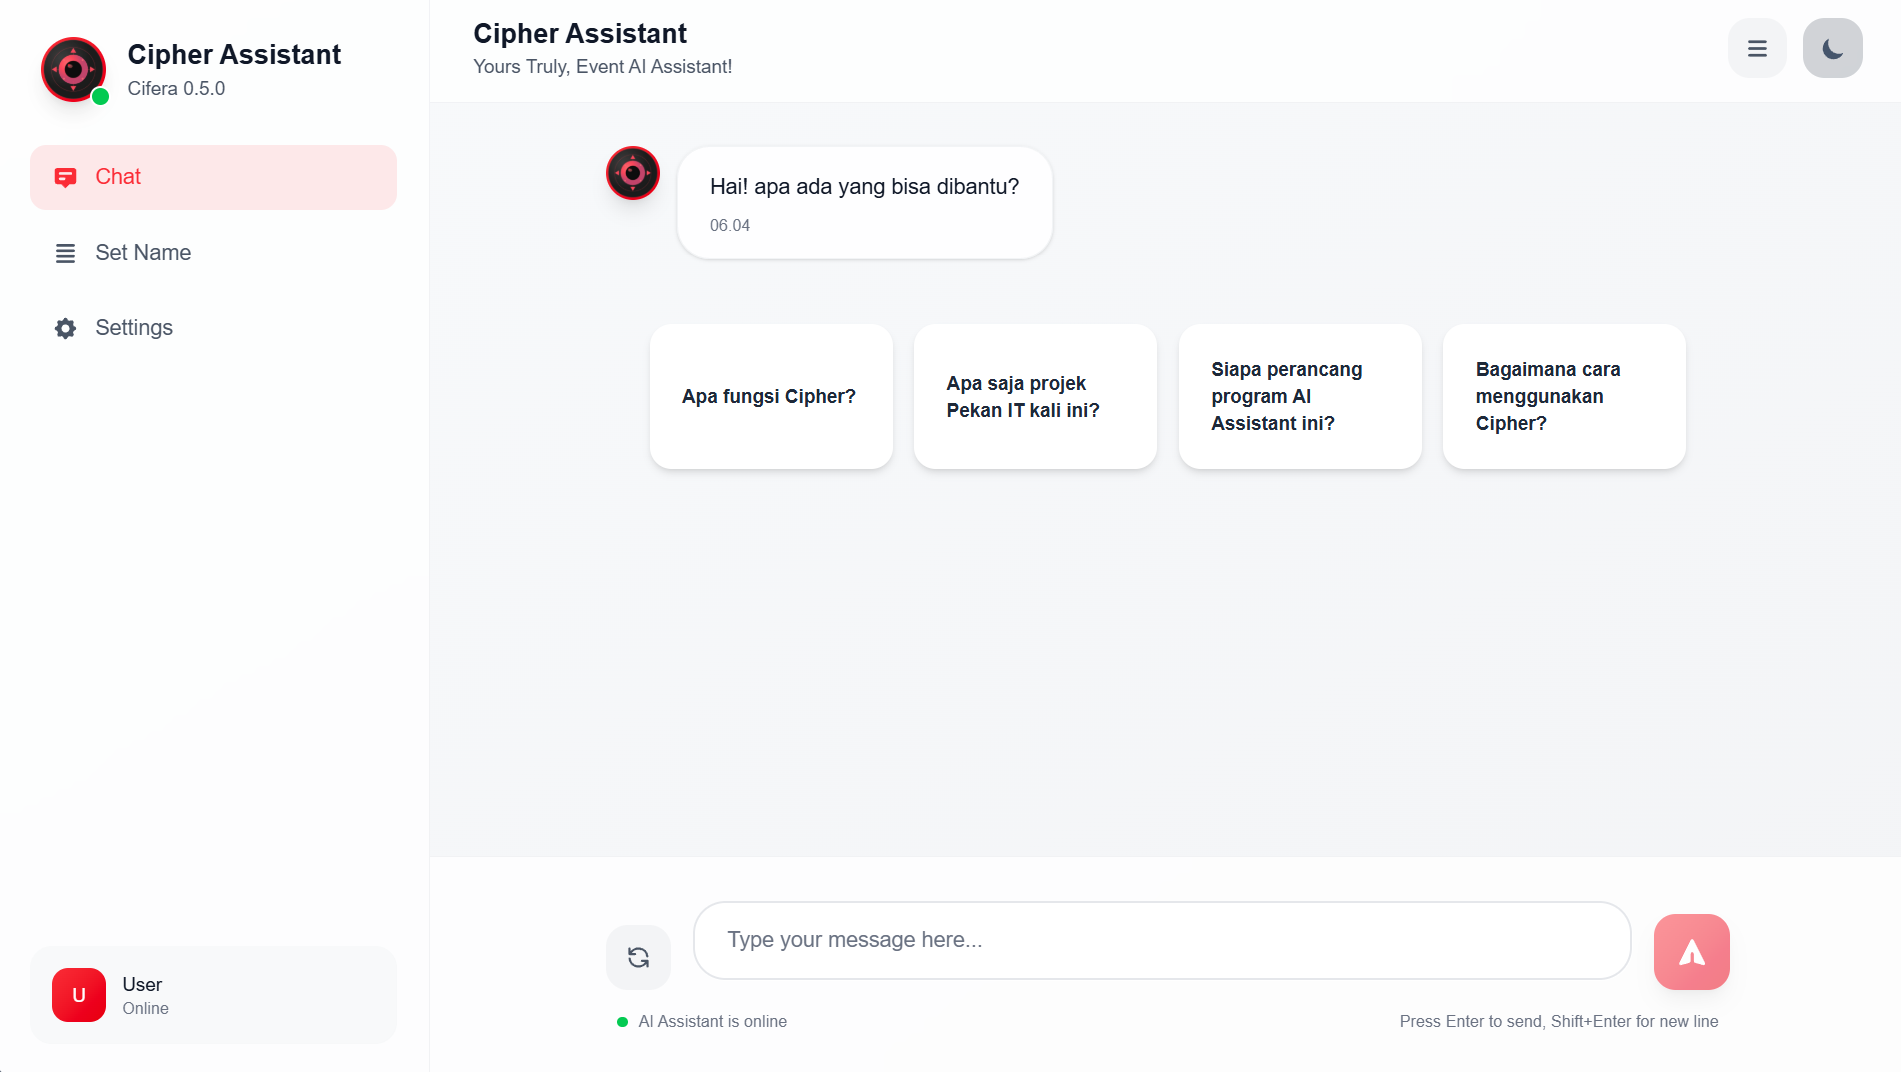 Cipher Assistant
Cifera 0.5.0
Chat
Set Name
Settings
User
Online
U
Cipher Assistant
Yours Truly, Event AI Assistant!
Hai! apa ada yang bisa dibantu?
06.04
Apa fungsi Cipher?
Apa saja projek
Pekan IT kali ini?
Siapa perancang
program AI
Assistant ini?
Bagaimana cara
menggunakan
Cipher?
Type your message here...
AI Assistant is online
Press Enter to send, Shift+Enter for new line